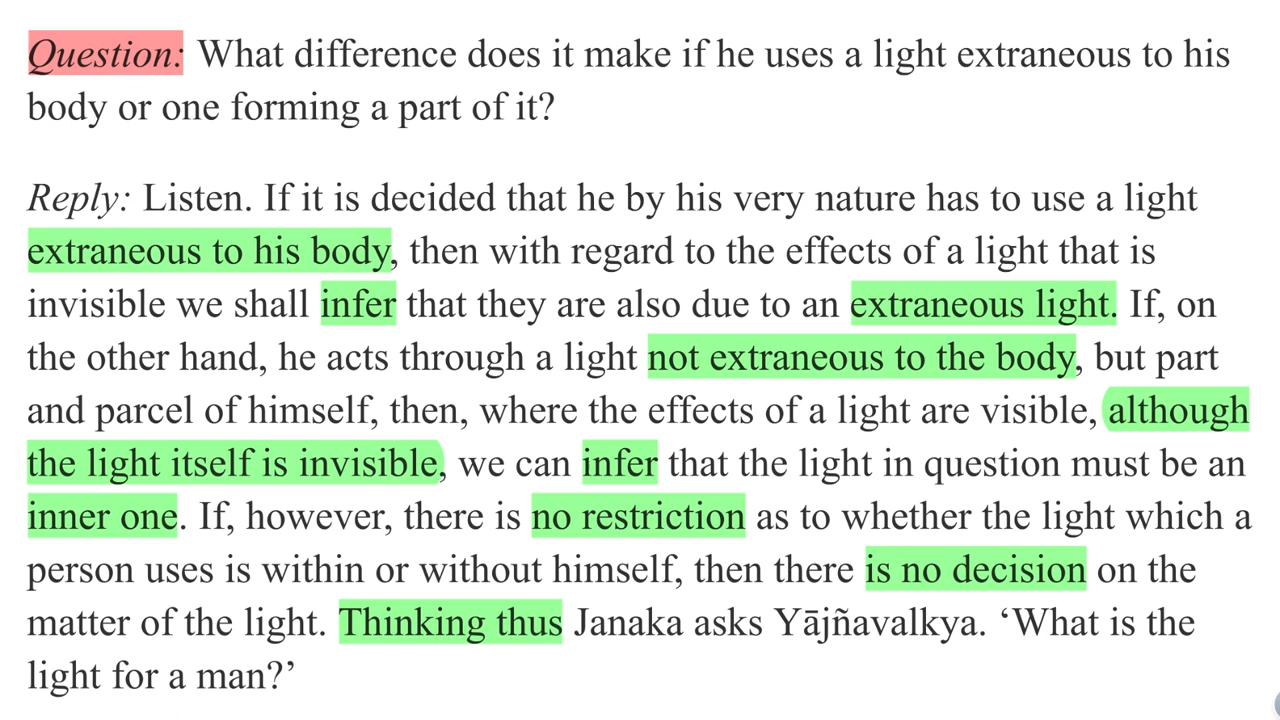 Question: What difference does it make if he uses a light extraneous to his
body or one forming a part of it?
Reply: Listen. If it is decided that he by his very nature has to use a light
extraneous to his body, then with regard to the effects of a light that is
invisible we shall infer that they are also due to an extraneous light. If, on
the other hand, he acts through a light not extraneous to the body, but part
and parcel of himself, then, where the effects of a light are visible, although
the light itself is invisible, we can infer that the light in question must be an
inner one. If, however, there is no restriction as to whether the light which a
person uses is within or without himself, then there is no decision on the
matter of the light. Thinking thus Janaka asks Yājñavalkya. ‘What is the
light for a man?’